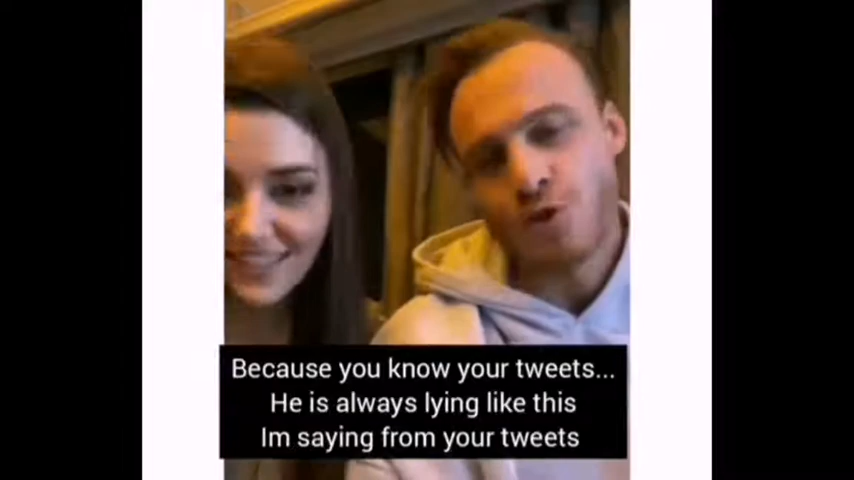 Because you know your tweets...
He is always lying like this
Im saying from your tweets